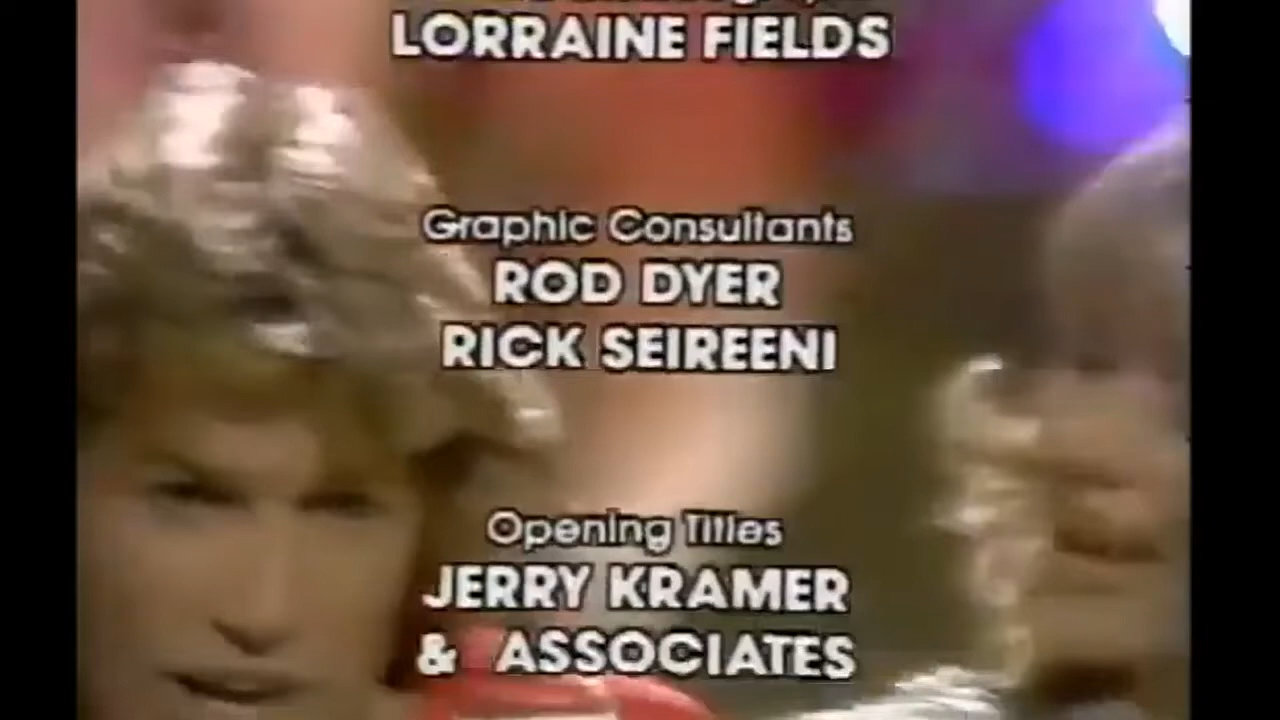 LORRAINE FIELDS
Graphic Consultants
ROD DYER
RICK SEIREENI
Opening Titles
JERRY KRAMER
& ASSOCIATES